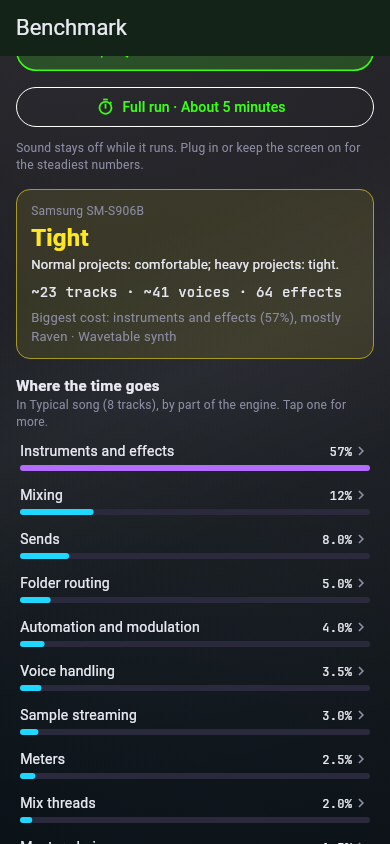 Benchmark
Full run · About 5 minutes
Sound stays off while it runs. Plug in or keep the screen on for
the steadiest numbers.
Samsung SM-S906B
Tight
Normal projects: comfortable; heavy projects: tight.
~23 tracks · ~41 voices · 64 effects
Biggest cost: instruments and effects (57%), mostly
Raven · Wavetable synth
Where the time goes
In Typical song (8 tracks), by part of the engine. Tap one for
more.
Instruments and effects 57%
Mixing 12%
Sends 8.0%
Folder routing 5.0%
Automation and modulation 4.0%
Voice handling 3.5%
Sample streaming 3.0%
Meters 2.5%
Mix threads 2.0%